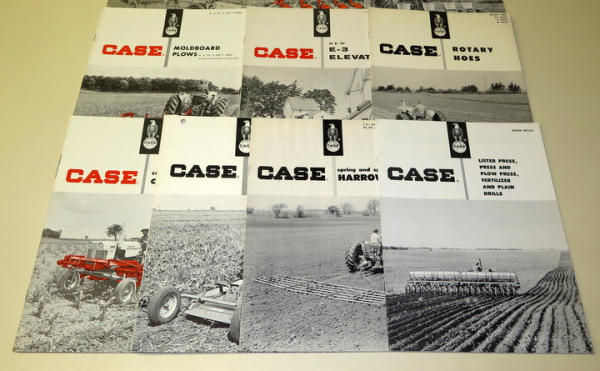 CASE
MOLDBOARD
PLOWS
CASE
NEW
E-3
ELEVAT
CASE
ROTARY
HOES
CASE
C
CASE
CASE
spring and s
HARROW
CASE
LISTER PRESS,
PRESS AND
PLOW PRESS,
FERTILIZER
AND PLAIN
DRILLS